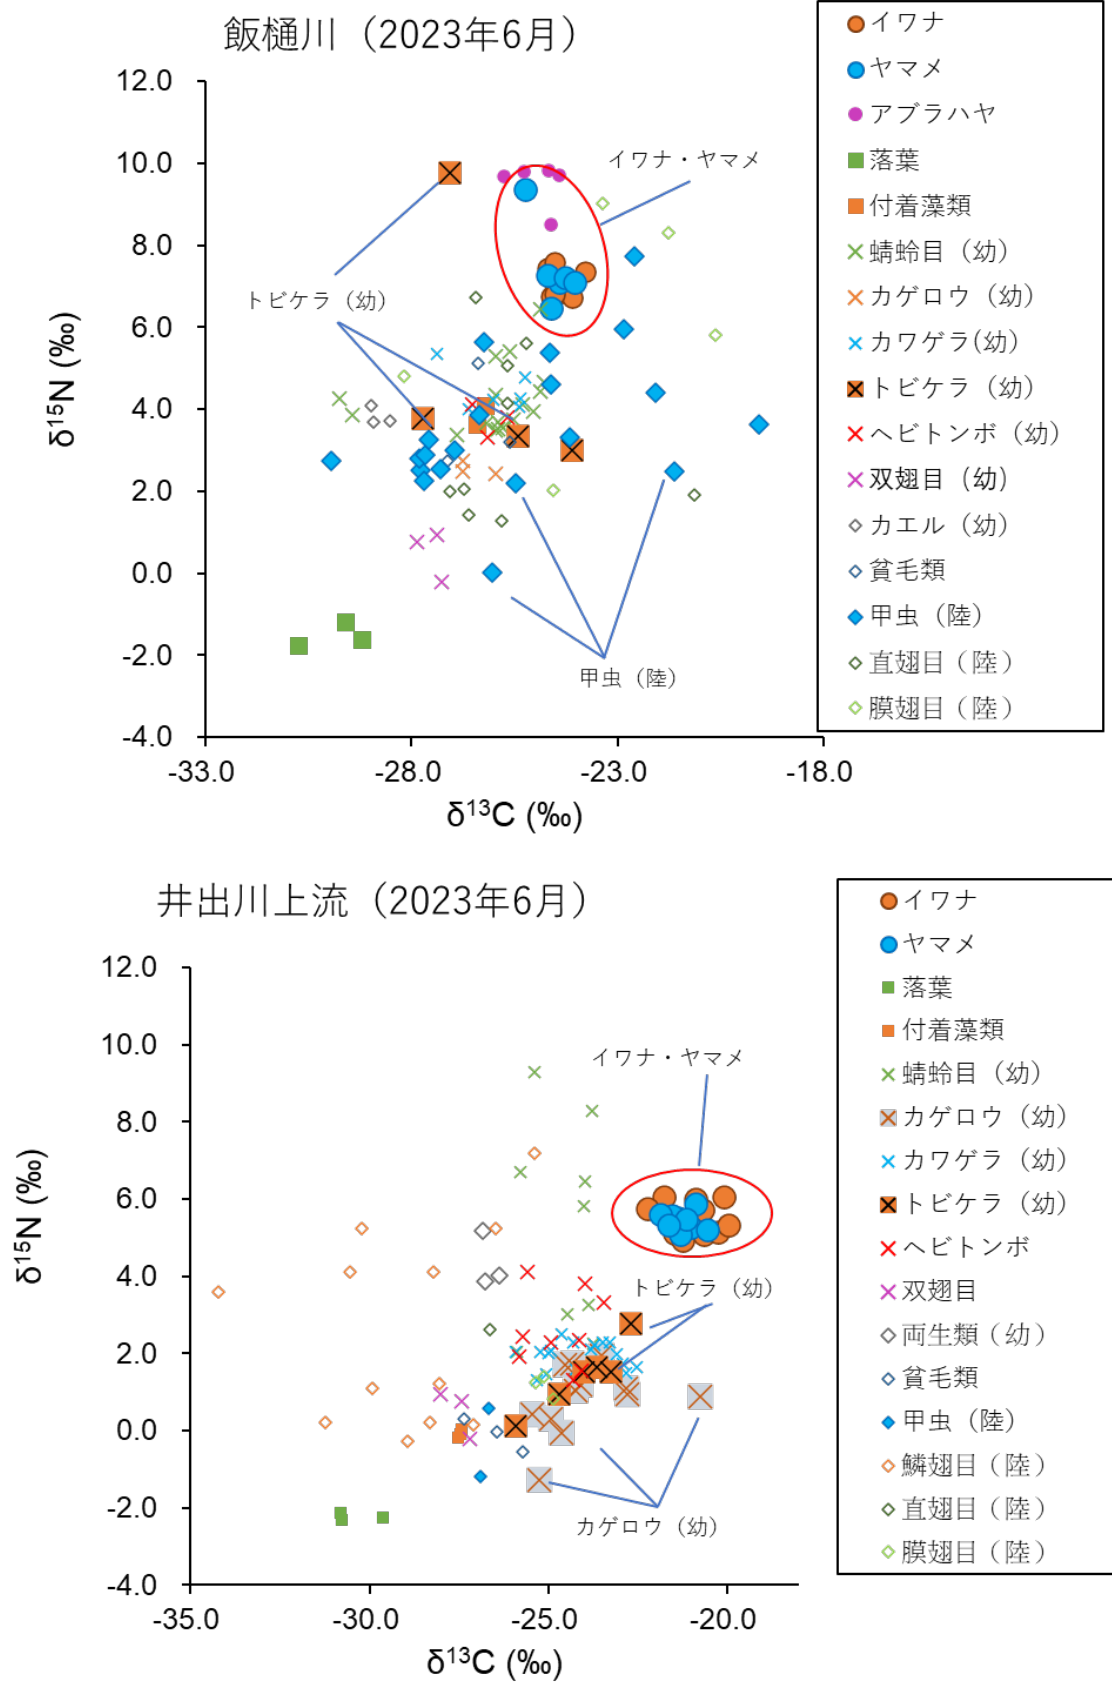 飯樋川（2023年6月）
イワナ
ヤマメ
アブラハヤ
落葉
付着藻類
蜻蛉目（幼）
カゲロウ（幼）
カワゲラ(幼）
トビケラ（幼）
ヘビトンボ（幼）
双翅目（幼）
カエル（幼）
貧毛類
甲虫（陸）
直翅目（陸）
膜翅目（陸）
12.0
10.0
8.0
6.0
4.0
2.0
0.0
-2.0
-4.0
δ15N (‰)
イワナ・ヤマメ
トビケラ（幼）
甲虫（陸）
-33.0
-28.0
-23.0
-18.0
δ13C (‰)
井出川上流（2023年6月）
イワナ
ヤマメ
落葉
付着藻類
蜻蛉目（幼）
カゲロウ（幼）
カワゲラ（幼）
トビケラ（幼）
ヘビトンボ
双翅目
両生類（幼）
貧毛類
甲虫（陸）
鱗翅目（陸）
直翅目（陸）
膜翅目（陸）
12.0
10.0
8.0
6.0
4.0
2.0
0.0
-2.0
-4.0
δ15N (‰)
イワナ・ヤマメ
トビケラ（幼）
カゲロウ（幼）
-35.0
-30.0
-25.0
-20.0
δ13C (‰)